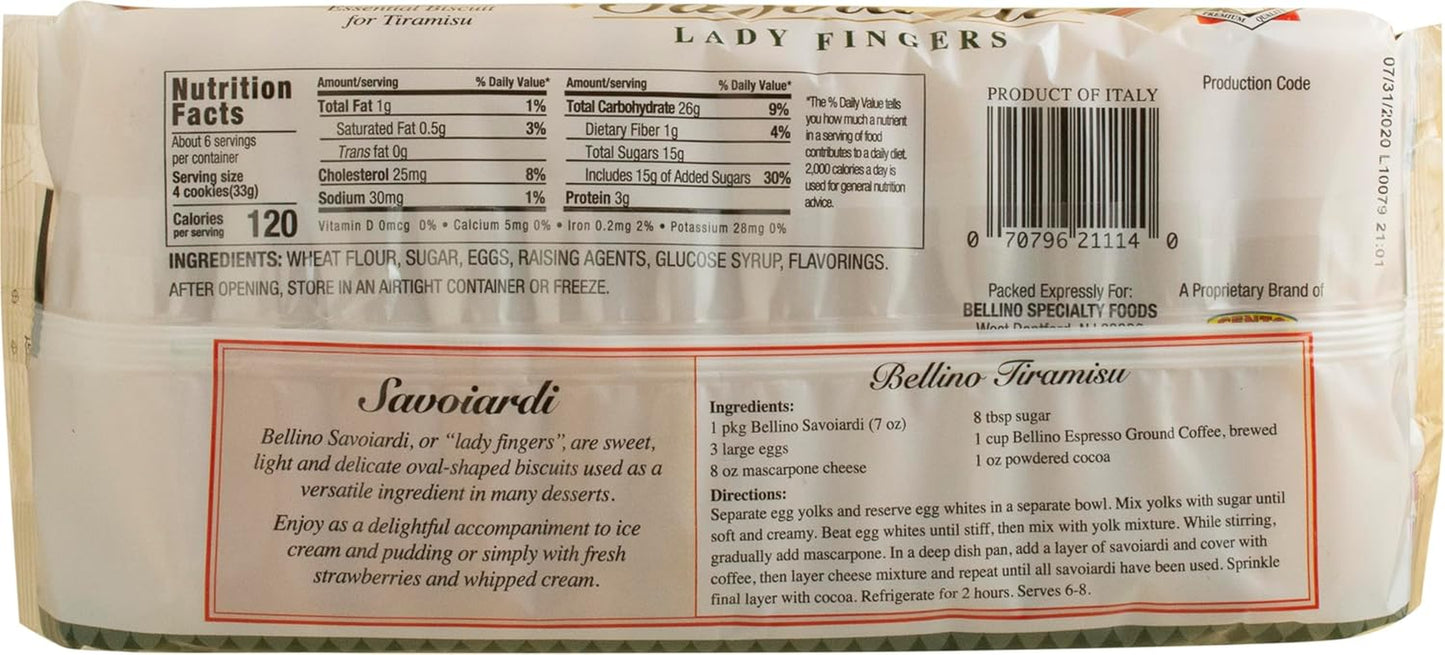 Essential Biscuit
for Tiramisu
LADY FINGERS
PREMIUM QUALITY
Nutrition
Facts
About 6 servings
per container
Serving size
4 cookies(33g)
Calories
per serving 120
Amount/serving % Daily Value*
Total Fat 1g 1%
Saturated Fat 0.5g 3%
Trans fat 0g
Cholesterol 25mg 8%
Sodium 30mg 1%
Amount/serving % Daily Value*
Total Carbohydrate 26g 9%
Dietary Fiber 1g 4%
Total Sugars 15g
Includes 15g of Added Sugars 30%
Protein 3g
Vitamin D 0mcg 0% • Calcium 5mg 0% • Iron 0.2mg 2% • Potassium 28mg 0%
*The % Daily Value tells
you how much a nutrient
in a serving of food
contributes to a daily diet.
2,000 calories a day is
used for general nutrition
advice.
INGREDIENTS: WHEAT FLOUR, SUGAR, EGGS, RAISING AGENTS, GLUCOSE SYRUP, FLAVORINGS.
AFTER OPENING, STORE IN AN AIRTIGHT CONTAINER OR FREEZE.
PRODUCT OF ITALY
0 70796 21114 0
Production Code
07/31/2020 L10079 21:01
Packed Expressly For:
BELLINO SPECIALTY FOODS
A Proprietary Brand of
CENTO
Savoiardi
Bellino Savoiardi, or “lady fingers”, are sweet,
light and delicate oval-shaped biscuits used as a
versatile ingredient in many desserts.
Enjoy as a delightful accompaniment to ice
cream and pudding or simply with fresh
strawberries and whipped cream.
Bellino Tiramisu
Ingredients:
1 pkg Bellino Savoiardi (7 oz)
3 large eggs
8 oz mascarpone cheese
8 tbsp sugar
1 cup Bellino Espresso Ground Coffee, brewed
1 oz powdered cocoa
Directions:
Separate egg yolks and reserve egg whites in a separate bowl. Mix yolks with sugar until
soft and creamy. Beat egg whites until stiff, then mix with yolk mixture. While stirring,
gradually add mascarpone. In a deep dish pan, add a layer of savoiardi and cover with
coffee, then layer cheese mixture and repeat until all savoiardi have been used. Sprinkle
final layer with cocoa. Refrigerate for 2 hours. Serves 6-8.